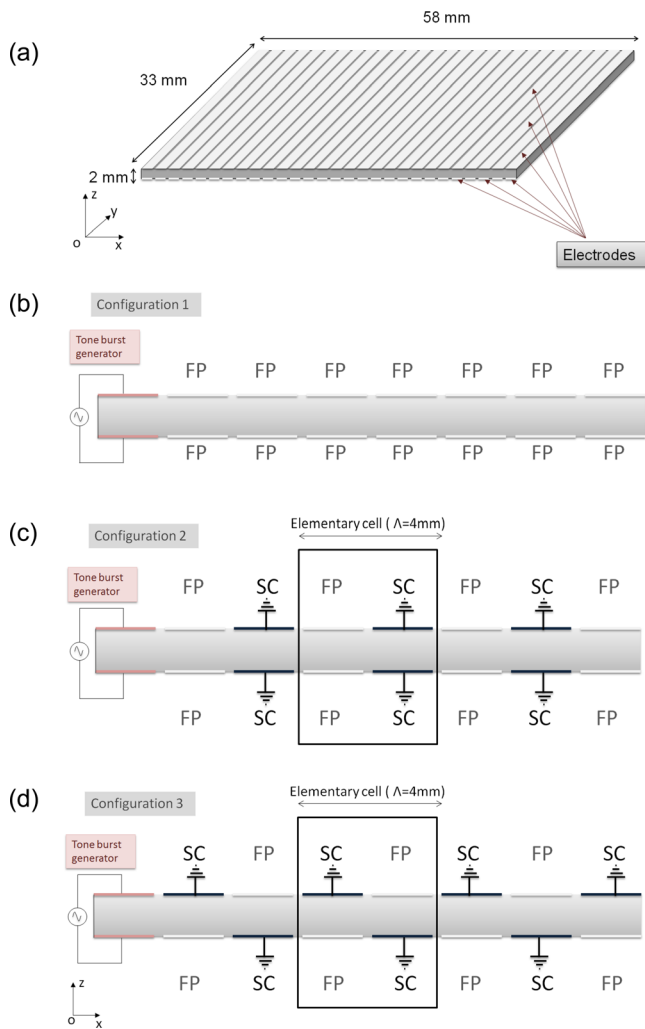 (a)
58 mm
33 mm
2 mm
z
y
o
x
Electrodes
(b)
Configuration 1
Tone burst
generator
FP FP FP FP FP FP FP
FP FP FP FP FP FP FP
(c)
Configuration 2
Elementary cell ( Λ=4mm)
Tone burst
generator
FP SC FP SC FP SC FP
FP SC FP SC FP SC FP
(d)
Configuration 3
Elementary cell ( Λ=4mm)
Tone burst
generator
SC FP SC FP SC FP SC
FP SC FP SC FP SC FP
z
o
x